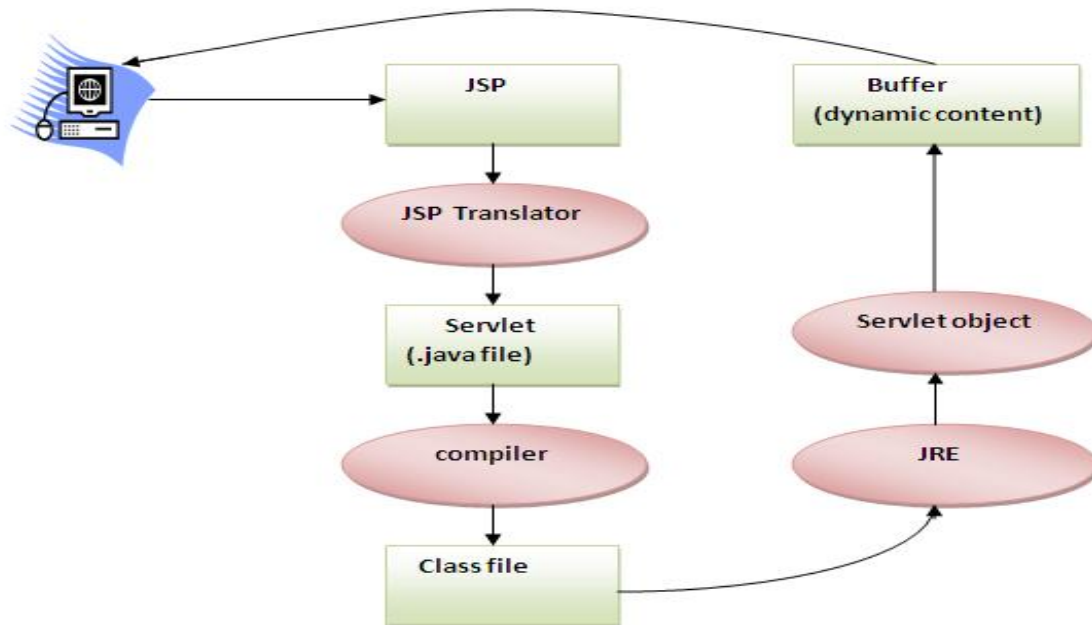 JSP
JSP Translator
Servlet
(.java file)
compiler
Class file
Buffer
(dynamic content)
Servlet object
JRE